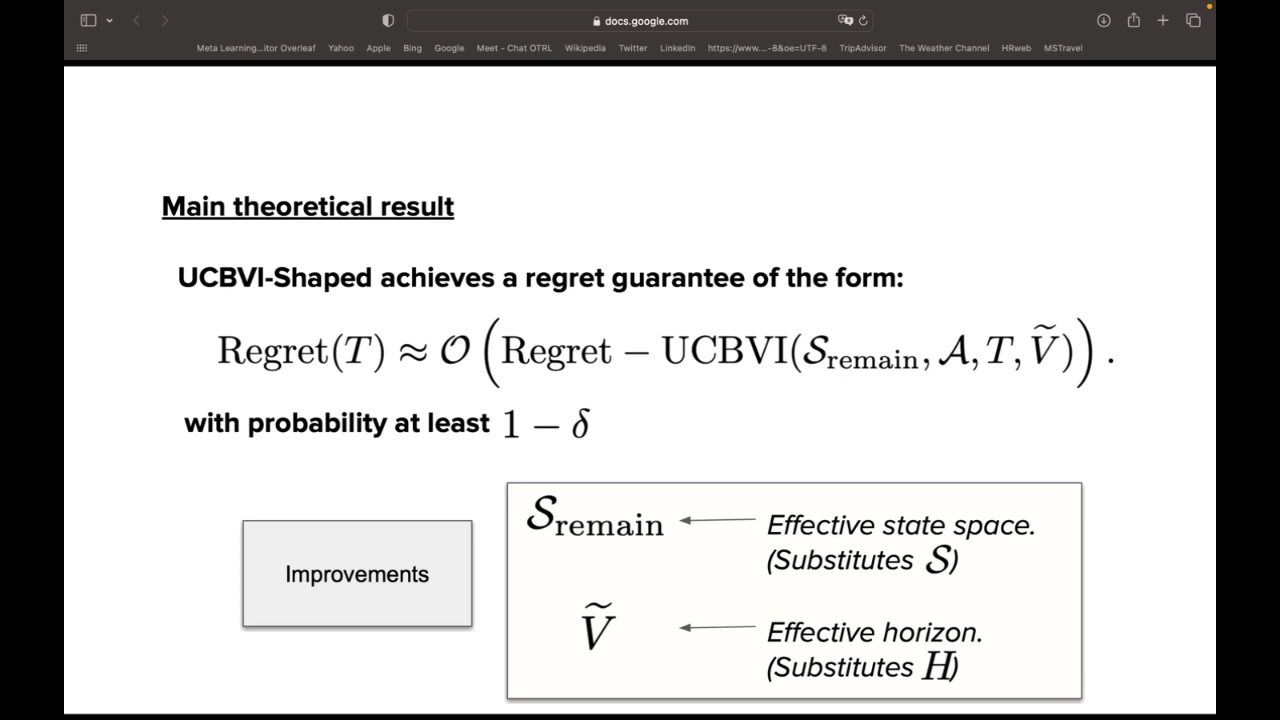 docs.google.com
Meta Learning...itor Overleaf Yahoo Apple Bing Google Meet - Chat OTRL Wikipedia Twitter LinkedIn https://www....-8&oe=UTF-8 TripAdvisor The Weather Channel HRweb MSTravel
Main theoretical result
UCBVI-Shaped achieves a regret guarantee of the form:
Regret(T) ≈ 𝒪(Regret − UCBVI(𝒮_remain, 𝒜, T, Ṽ)).
with probability at least 1 − δ
Improvements
𝒮_remain
Effective state space.
(Substitutes 𝒮)
Ṽ
Effective horizon.
(Substitutes H)